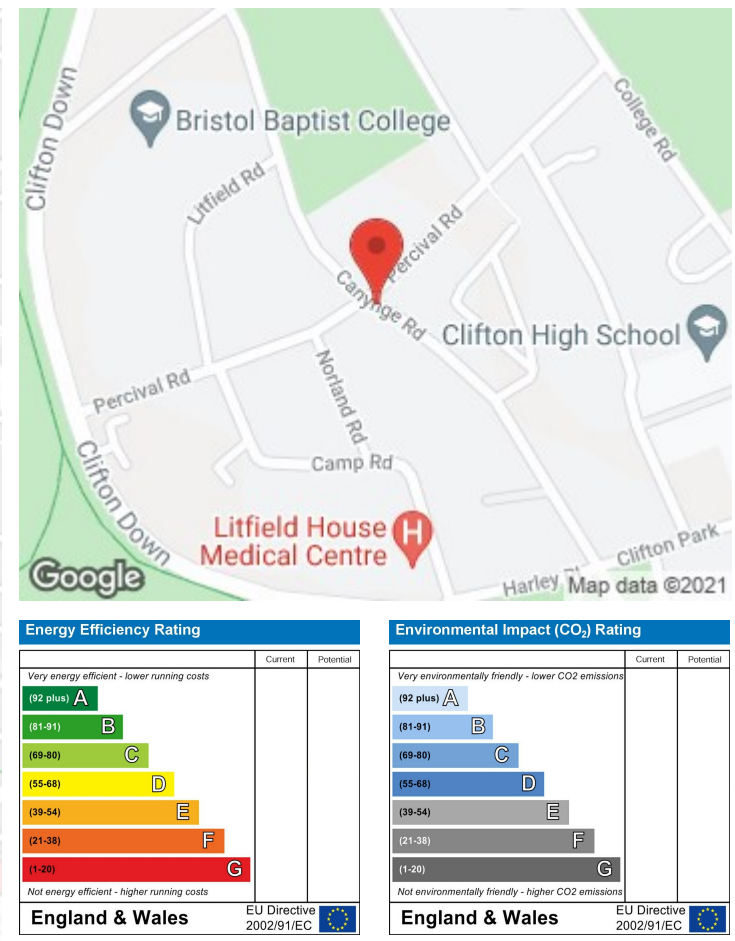 Clifton Down
Bristol Baptist College
College Rd
Litfield Rd
Percival Rd
Canynge Rd
Clifton High School
Norland Rd
Percival Rd
Camp Rd
Clifton Down
Litfield House
Medical Centre
H
Clifton Park
Harley
Google
Map data ©2021
Energy Efficiency Rating
Current Potential
Very energy efficient - lower running costs
(92 plus) A
(81-91) B
(69-80) C
(55-68) D
(39-54) E
(21-38) F
(1-20) G
Not energy efficient - higher running costs
England & Wales
EU Directive
2002/91/EC
Environmental Impact (CO₂) Rating
Current Potential
Very environmentally friendly - lower CO2 emissions
(92 plus) A
(81-91) B
(69-80) C
(55-68) D
(39-54) E
(21-38) F
(1-20) G
Not environmentally friendly - higher CO2 emissions
England & Wales
EU Directive
2002/91/EC